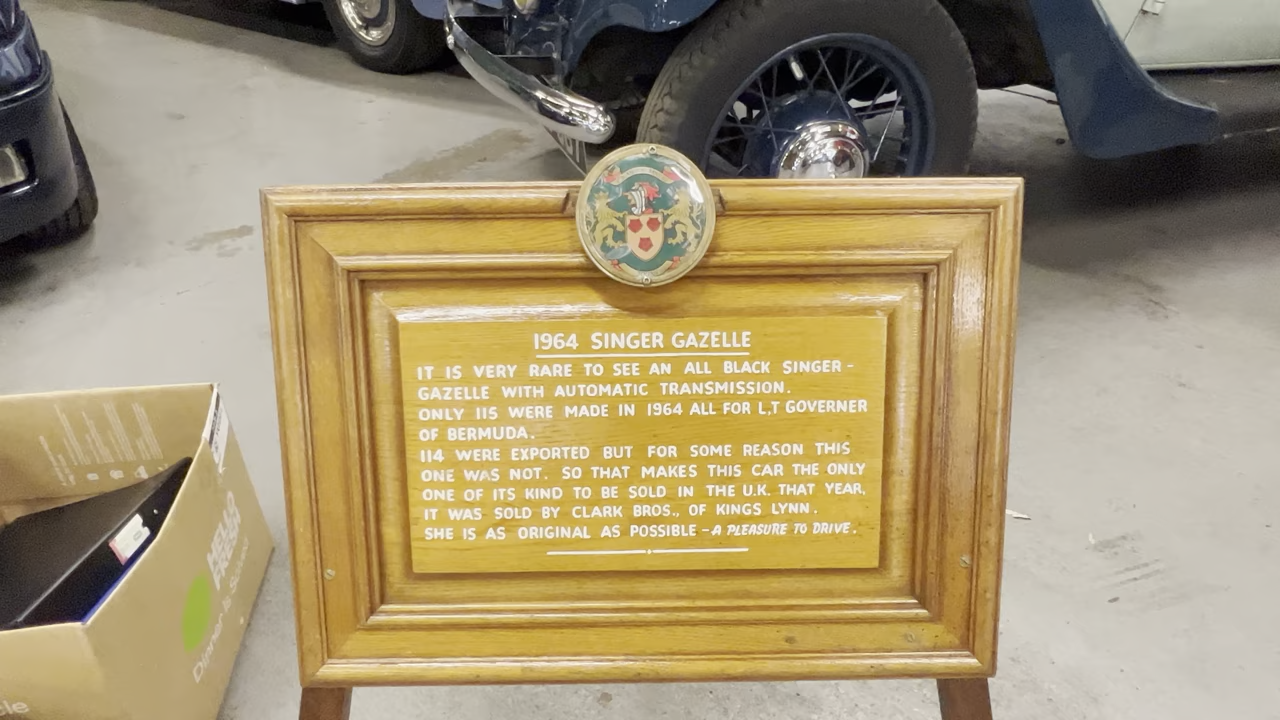 1964 SINGER GAZELLE
IT IS VERY RARE TO SEE AN ALL BLACK SINGER-
GAZELLE WITH AUTOMATIC TRANSMISSION.
ONLY 115 WERE MADE IN 1964 ALL FOR L.T GOVERNER
OF BERMUDA.
114 WERE EXPORTED BUT FOR SOME REASON THIS
ONE WAS NOT. SO THAT MAKES THIS CAR THE ONLY
ONE OF ITS KIND TO BE SOLD IN THE U.K. THAT YEAR,
IT WAS SOLD BY CLARK BROS., OF KINGS LYNN.
SHE IS AS ORIGINAL AS POSSIBLE - A PLEASURE TO DRIVE.